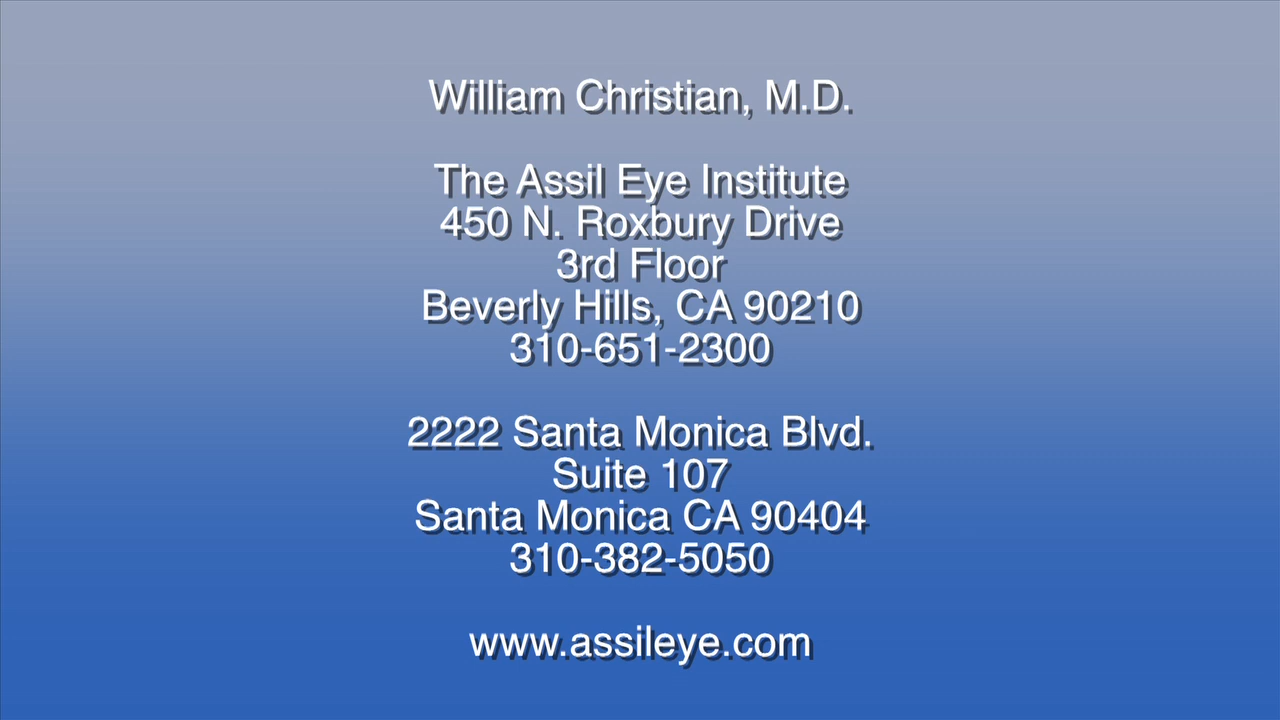 William Christian, M.D.
The Assil Eye Institute
450 N. Roxbury Drive
3rd Floor
Beverly Hills, CA 90210
310-651-2300
2222 Santa Monica Blvd.
Suite 107
Santa Monica CA 90404
310-382-5050
www.assileye.com